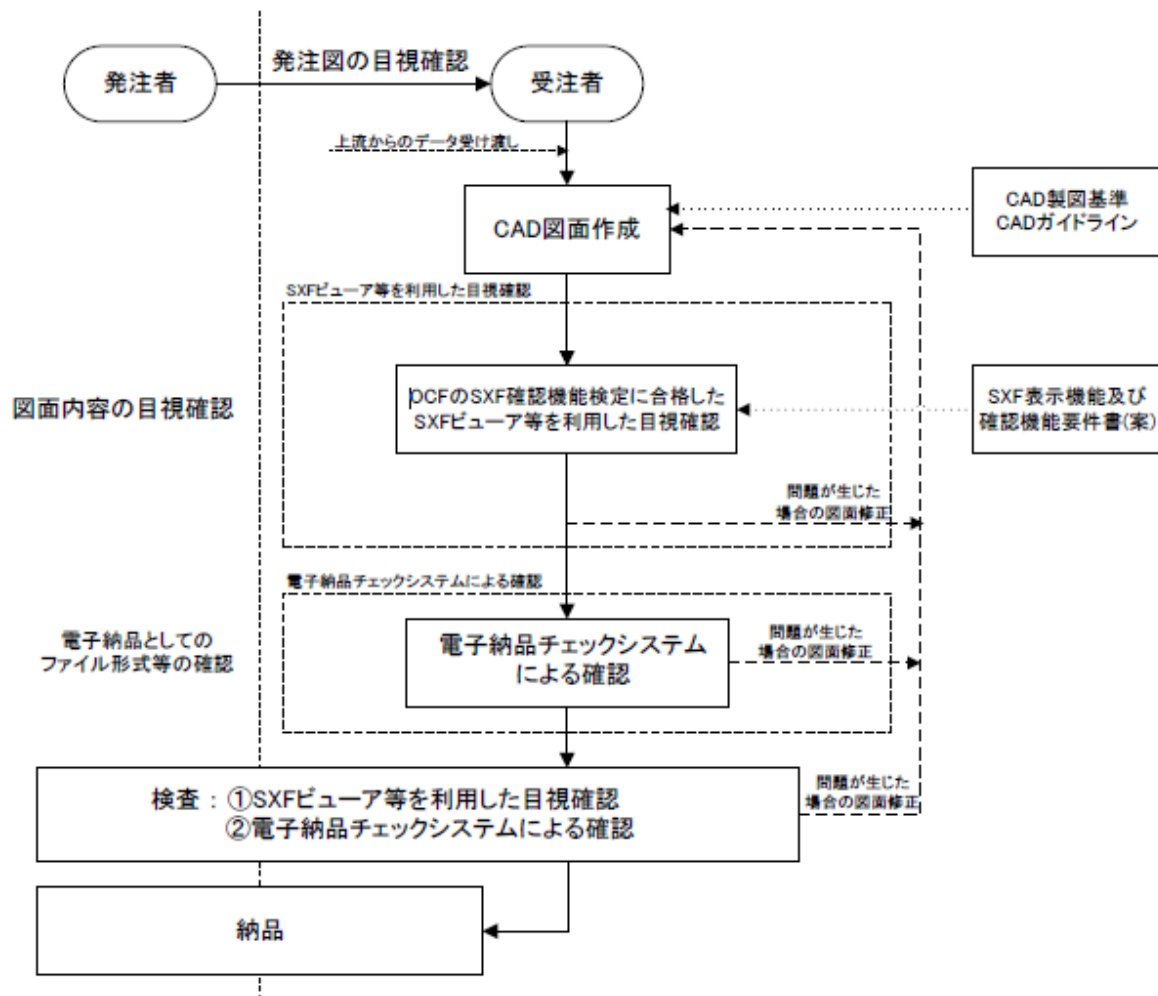 発注者
発注図の目視確認
受注者
上流からのデータ受け渡し
CAD図面作成
CAD製図基準
CADガイドライン
SXFビューア等を利用した目視確認
図面内容の目視確認
OCFのSXF確認機能検定に合格した
SXFビューア等を利用した目視確認
SXF表示機能及び
確認機能要件書(案)
問題が生じた
場合の図面修正
電子納品チェックシステムによる確認
電子納品としての
ファイル形式等の確認
電子納品チェックシステム
による確認
問題が生じた
場合の図面修正
検査：①SXFビューア等を利用した目視確認
②電子納品チェックシステムによる確認
問題が生じた
場合の図面修正
納品